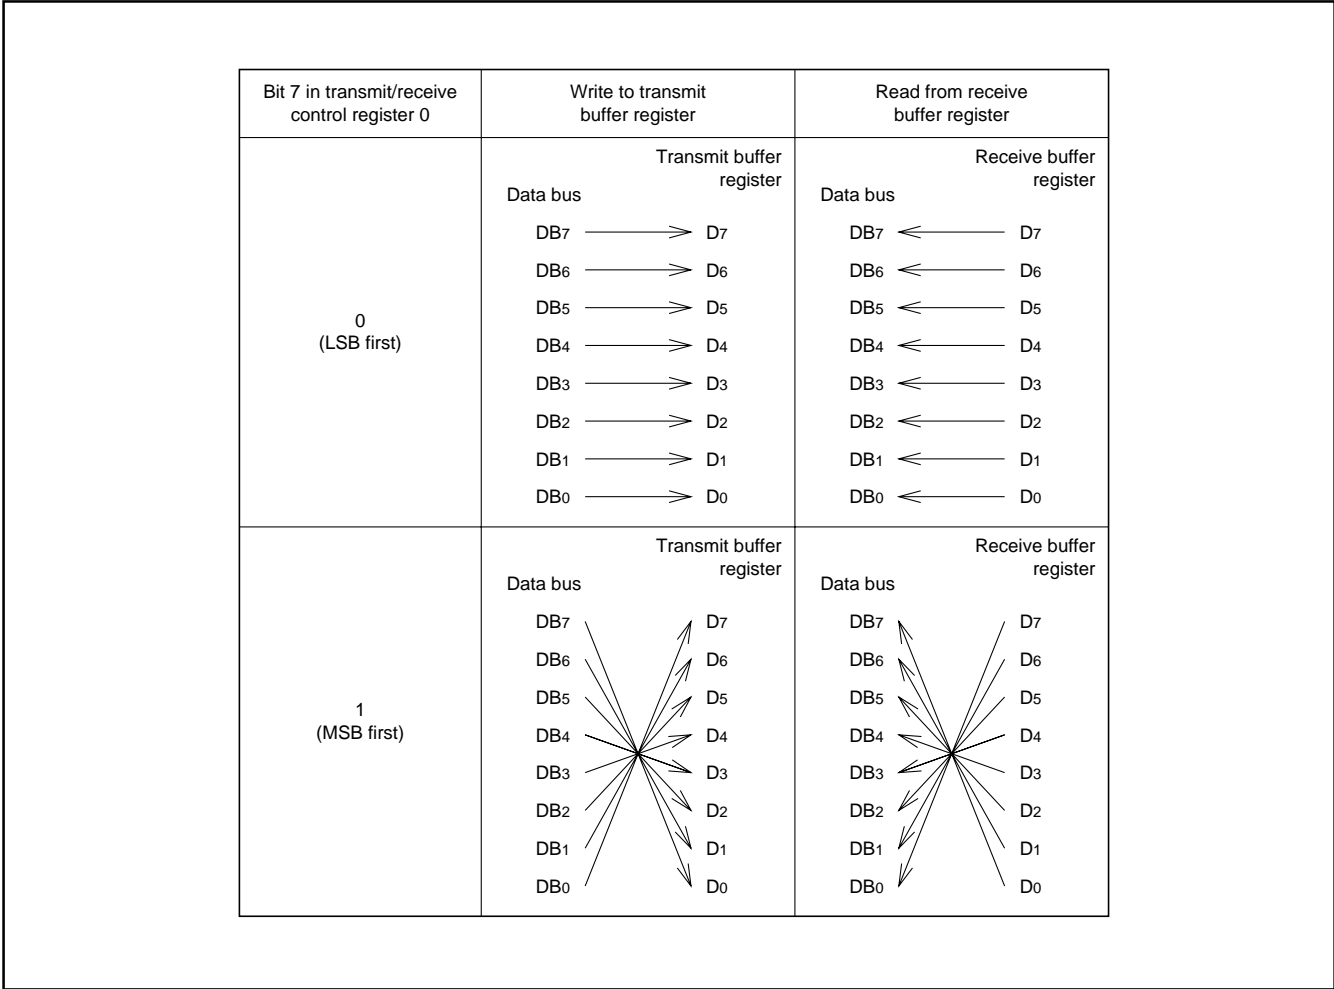 Bit 7 in transmit/receive
control register 0
Write to transmit
buffer register
Read from receive
buffer register
0
(LSB first)
Transmit buffer
register
Data bus
DB7 D7
DB6 D6
DB5 D5
DB4 D4
DB3 D3
DB2 D2
DB1 D1
DB0 D0
Receive buffer
register
Data bus
DB7 D7
DB6 D6
DB5 D5
DB4 D4
DB3 D3
DB2 D2
DB1 D1
DB0 D0
1
(MSB first)
Transmit buffer
register
Data bus
DB7 D7
DB6 D6
DB5 D5
DB4 D4
DB3 D3
DB2 D2
DB1 D1
DB0 D0
Receive buffer
register
Data bus
DB7 D7
DB6 D6
DB5 D5
DB4 D4
DB3 D3
DB2 D2
DB1 D1
DB0 D0